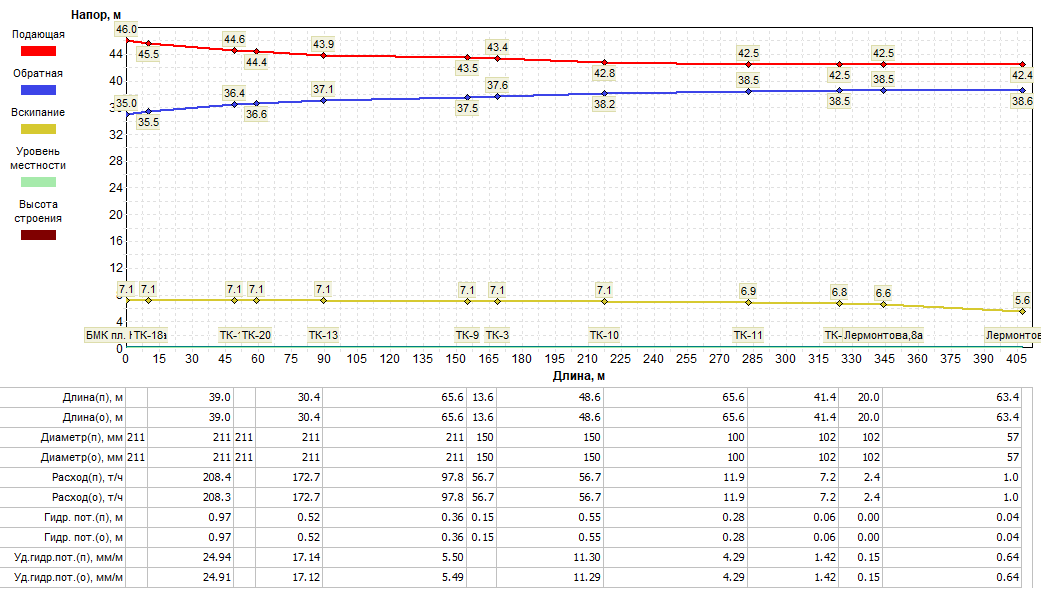 Напор, м
Подающая
Обратная
Вскипание
Уровень
местности
Высота
строения
46.0 45.5 44.6 44.4 43.9 43.5 43.4 42.8 42.5 42.5 42.5 42.4
35.0 35.5 36.4 36.6 37.1 37.5 37.6 38.2 38.5 38.5 38.5 38.6
7.1 7.1 7.1 7.1 7.1 7.1 7.1 7.1 6.9 6.8 6.6 5.6
44
40
32
28
24
20
16
12
4
0
БМК пл. ТК-18а ТК- ТК-20 ТК-13 ТК-9 ТК-3 ТК-10 ТК-11 ТК- Лермонтова,8а Лермонтов
0 15 30 45 60 75 90 105 120 135 145 165 180 195 210 225 240 255 270 285 300 315 330 345 360 375 390 405
Длина, м
Длина(п), м 39.0 30.4 65.6 13.6 48.6 65.6 41.4 20.0 63.4
Длина(о), м 39.0 30.4 65.6 13.6 48.6 65.6 41.4 20.0 63.4
Диаметр(п), мм 211 211 211 211 211 150 150 100 102 102 57
Диаметр(о), мм 211 211 211 211 211 150 150 100 102 102 57
Расход(п), т/ч 208.4 172.7 97.8 56.7 56.7 11.9 7.2 2.4 1.0
Расход(о), т/ч 208.3 172.7 97.8 56.7 56.7 11.9 7.2 2.4 1.0
Гидр. пот.(п), м 0.97 0.52 0.36 0.15 0.55 0.28 0.06 0.00 0.04
Гидр. пот.(о), м 0.97 0.52 0.36 0.15 0.55 0.28 0.06 0.00 0.04
Уд.гидр.пот.(п), мм/м 24.94 17.14 5.50 11.30 4.29 1.42 0.15 0.64
Уд.гидр.пот.(о), мм/м 24.91 17.12 5.49 11.29 4.29 1.42 0.15 0.64